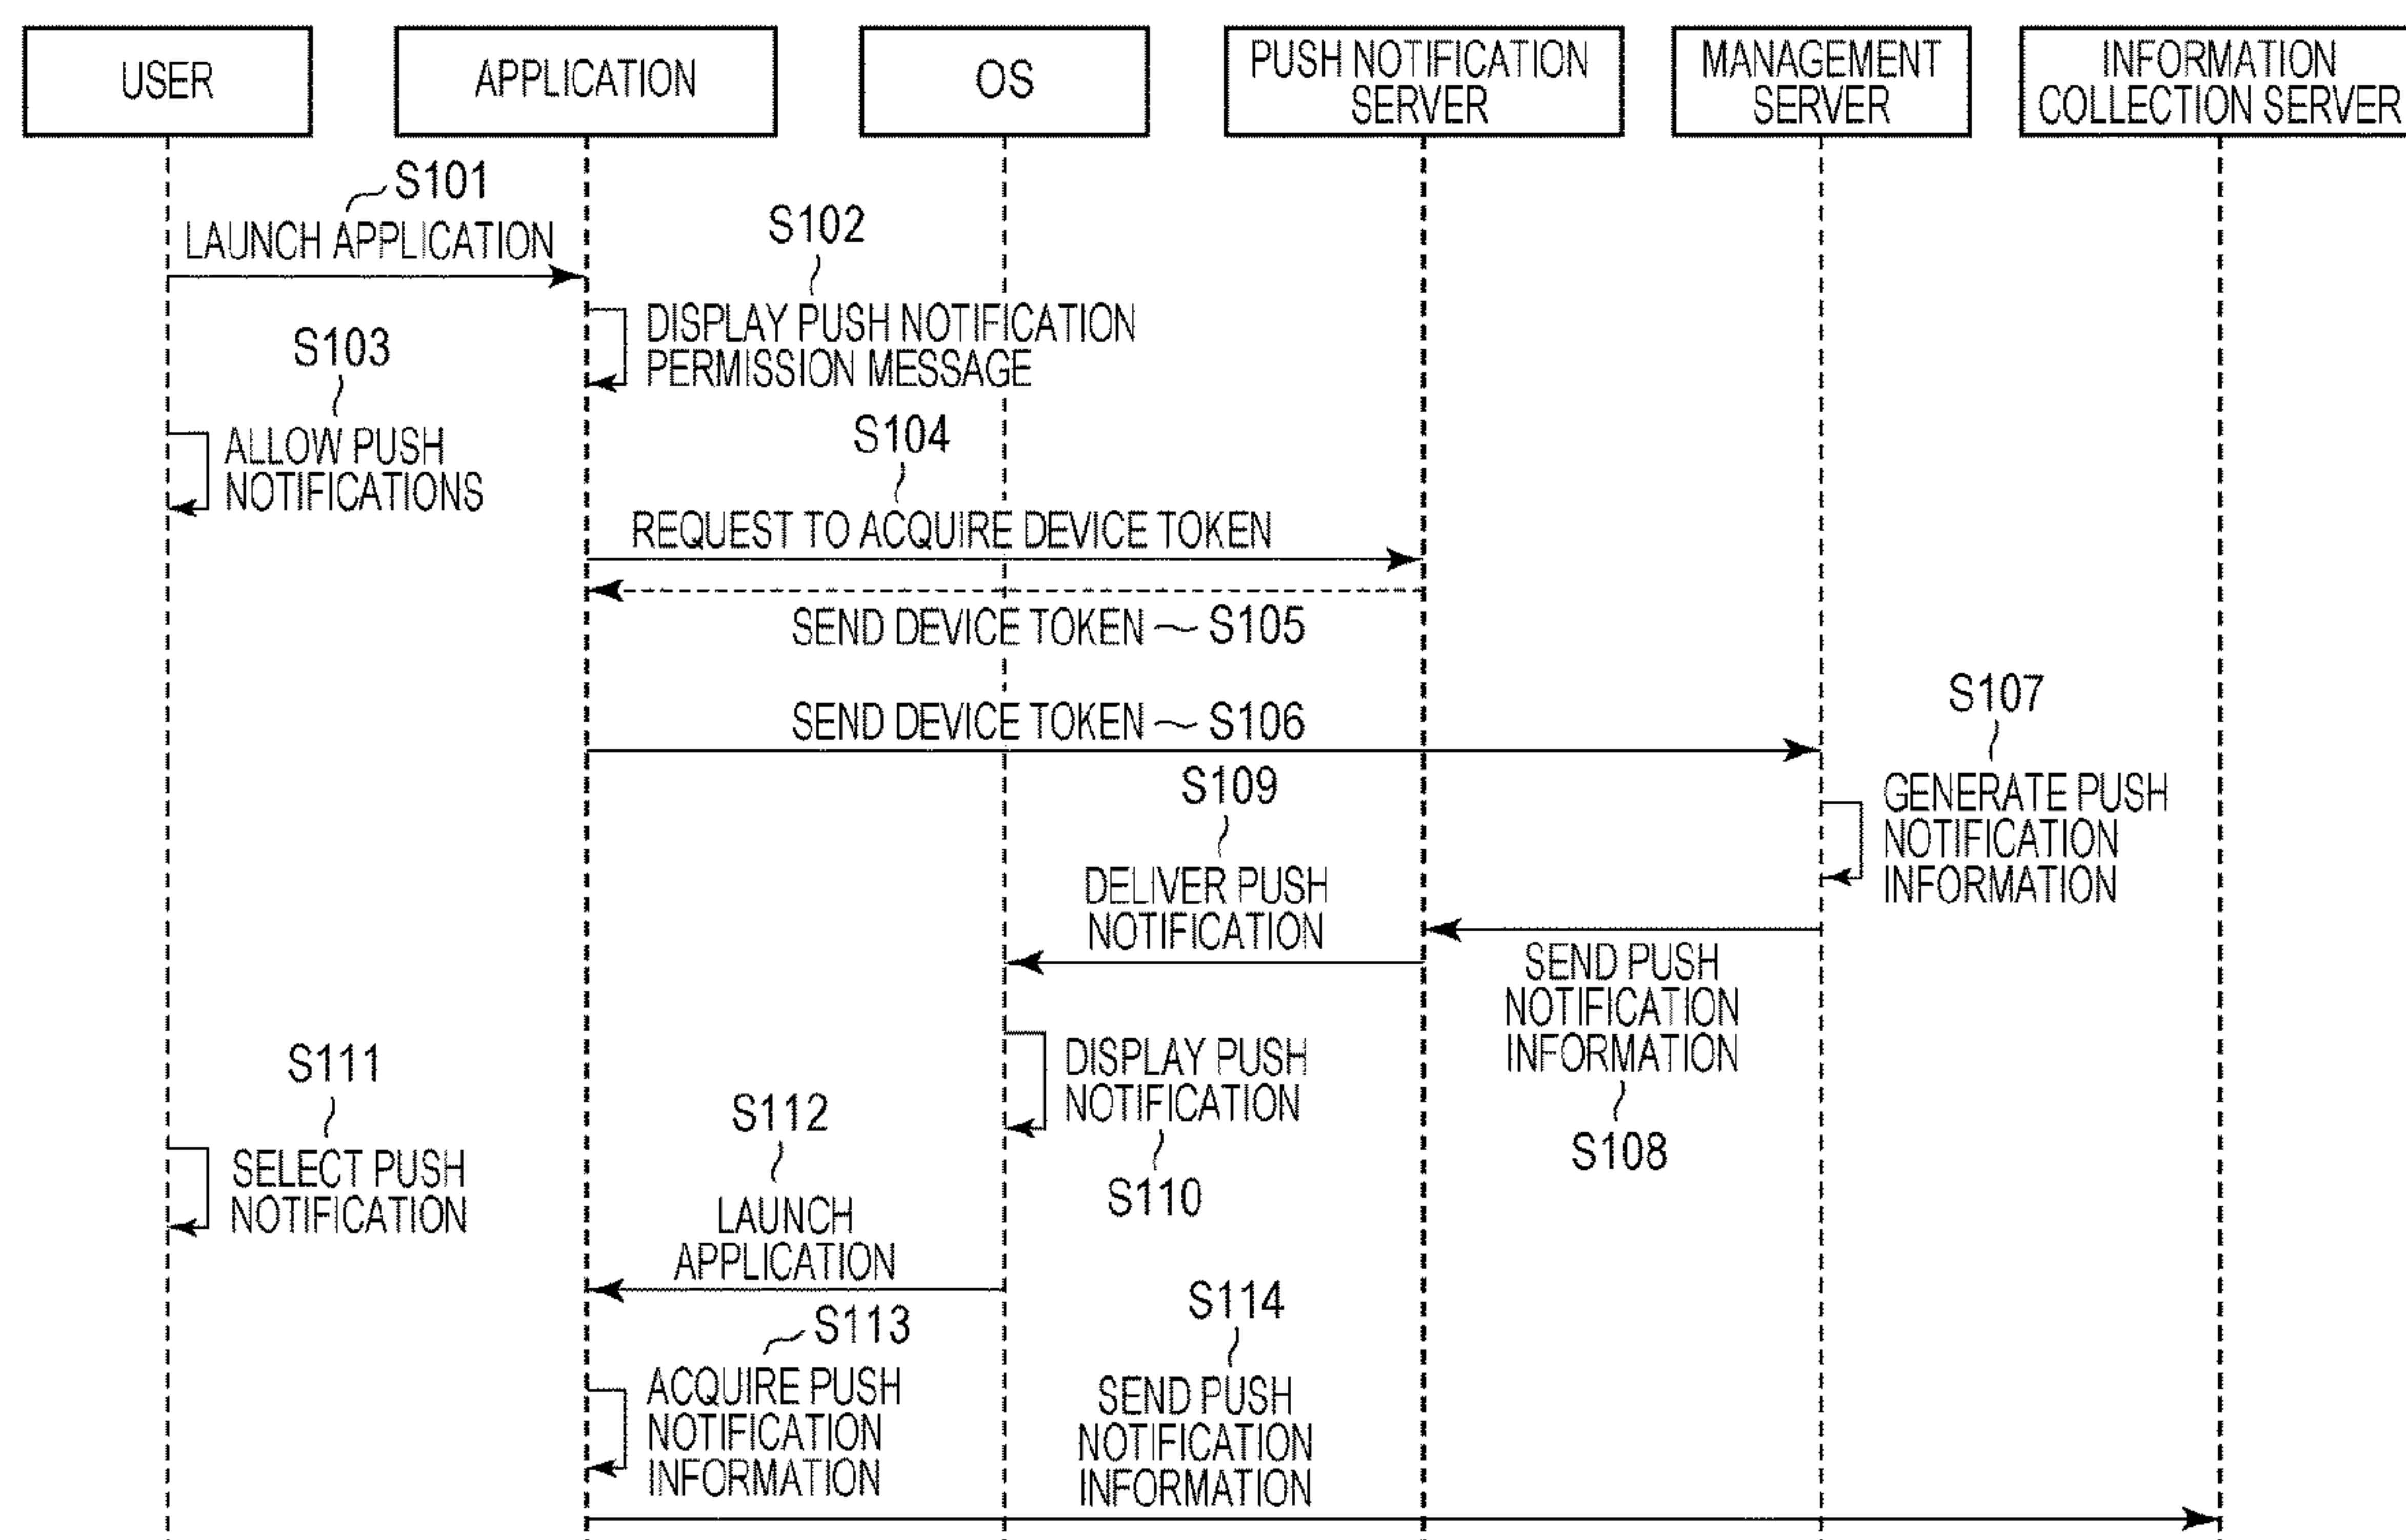 USER
APPLICATION
OS
PUSH NOTIFICATION
SERVER
MANAGEMENT
SERVER
INFORMATION
COLLECTION SERVER
S101
LAUNCH APPLICATION
S102
DISPLAY PUSH NOTIFICATION
PERMISSION MESSAGE
S103
ALLOW PUSH
NOTIFICATIONS
S104
REQUEST TO ACQUIRE DEVICE TOKEN
SEND DEVICE TOKEN S105
SEND DEVICE TOKEN S106
S107
GENERATE PUSH
NOTIFICATION
INFORMATION
SEND PUSH
NOTIFICATION
INFORMATION
S108
S109
DELIVER PUSH
NOTIFICATION
DISPLAY PUSH
NOTIFICATION
S110
S111
SELECT PUSH
NOTIFICATION
S112
LAUNCH
APPLICATION
S113
ACQUIRE PUSH
NOTIFICATION
INFORMATION
S114
SEND PUSH
NOTIFICATION
INFORMATION